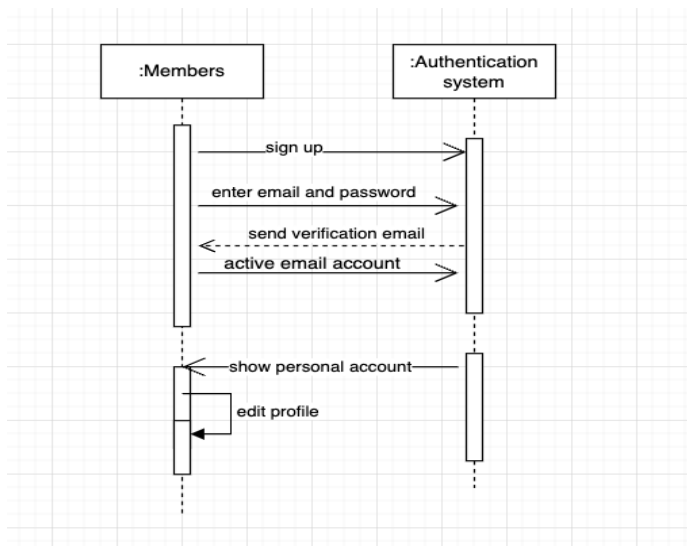 :Members
:Authentication
system
sign up
enter email and password
send verification email
active email account
show personal account
edit profile